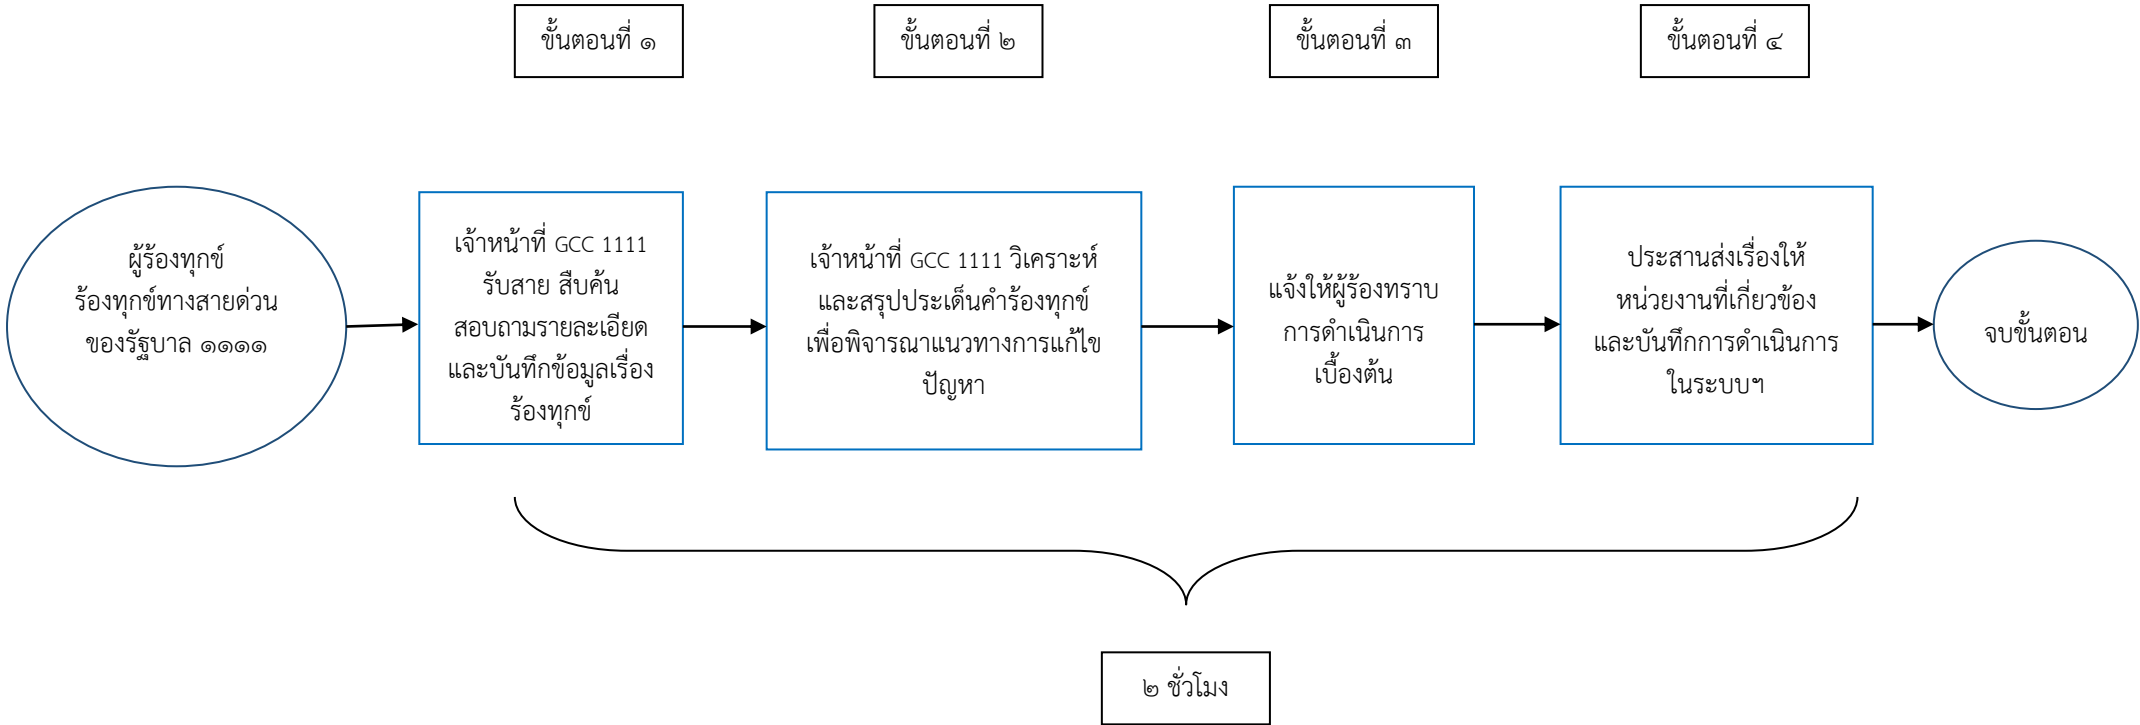 ขั้นตอนที่ ๑
ขั้นตอนที่ ๒
ขั้นตอนที่ ๓
ขั้นตอนที่ ๔
ผู้ร้องทุกข์
ร้องทุกข์ทางสายด่วน
ของรัฐบาล ๑๑๑๑
เจ้าหน้าที่ GCC 1111
รับสาย สืบค้น
สอบถามรายละเอียด
และบันทึกข้อมูลเรื่อง
ร้องทุกข์
เจ้าหน้าที่ GCC 1111 วิเคราะห์
และสรุปประเด็นคำร้องทุกข์
เพื่อพิจารณาแนวทางการแก้ไข
ปัญหา
แจ้งให้ผู้ร้องทราบ
การดำเนินการ
เบื้องต้น
ประสานส่งเรื่องให้
หน่วยงานที่เกี่ยวข้อง
และบันทึกการดำเนินการ
ในระบบฯ
จบขั้นตอน
๒ ชั่วโมง